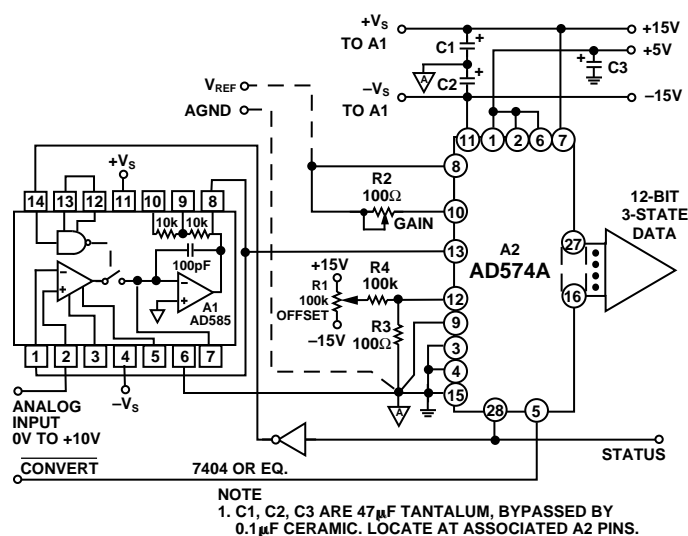 +VS
TO A1
C1 +
+15V
+5V
+ C3
VREF
AGND
C2 +
–VS
TO A1
–15V
11 1 2 6 7
+VS
14 13 12 11 10 9 8
8
R2
100Ω
10
GAIN
12-BIT
3-STATE
DATA
10k 10k
27
13
A2
AD574A
100pF
+15V
R4
100k
R1
100k
OFFSET
12
16
A1
AD585
–15V
R3
100Ω
9
3
4
15
1 2 3 4 5 6 7
A
A
–VS
28 5
ANALOG
INPUT
0V TO +10V
STATUS
CONVERT
7404 OR EQ.
NOTE
1. C1, C2, C3 ARE 47µF TANTALUM, BYPASSED BY
0.1µF CERAMIC. LOCATE AT ASSOCIATED A2 PINS.